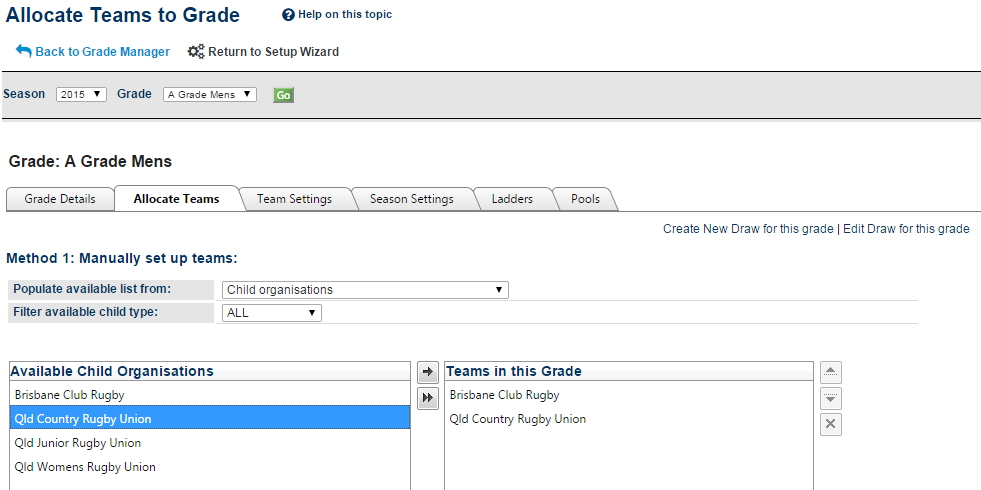 Allocate Teams to Grade Help on this topic
Back to Grade Manager Return to Setup Wizard
Season 2015 Grade A Grade Mens Go
Grade: A Grade Mens
Grade Details Allocate Teams Team Settings Season Settings Ladders Pools
Create New Draw for this grade | Edit Draw for this grade
Method 1: Manually set up teams:
Populate available list from: Child organisations
Filter available child type: ALL
Available Child Organisations Teams in this Grade
Brisbane Club Rugby Brisbane Club Rugby
Qld Country Rugby Union Qld Country Rugby Union
Qld Junior Rugby Union
Qld Womens Rugby Union